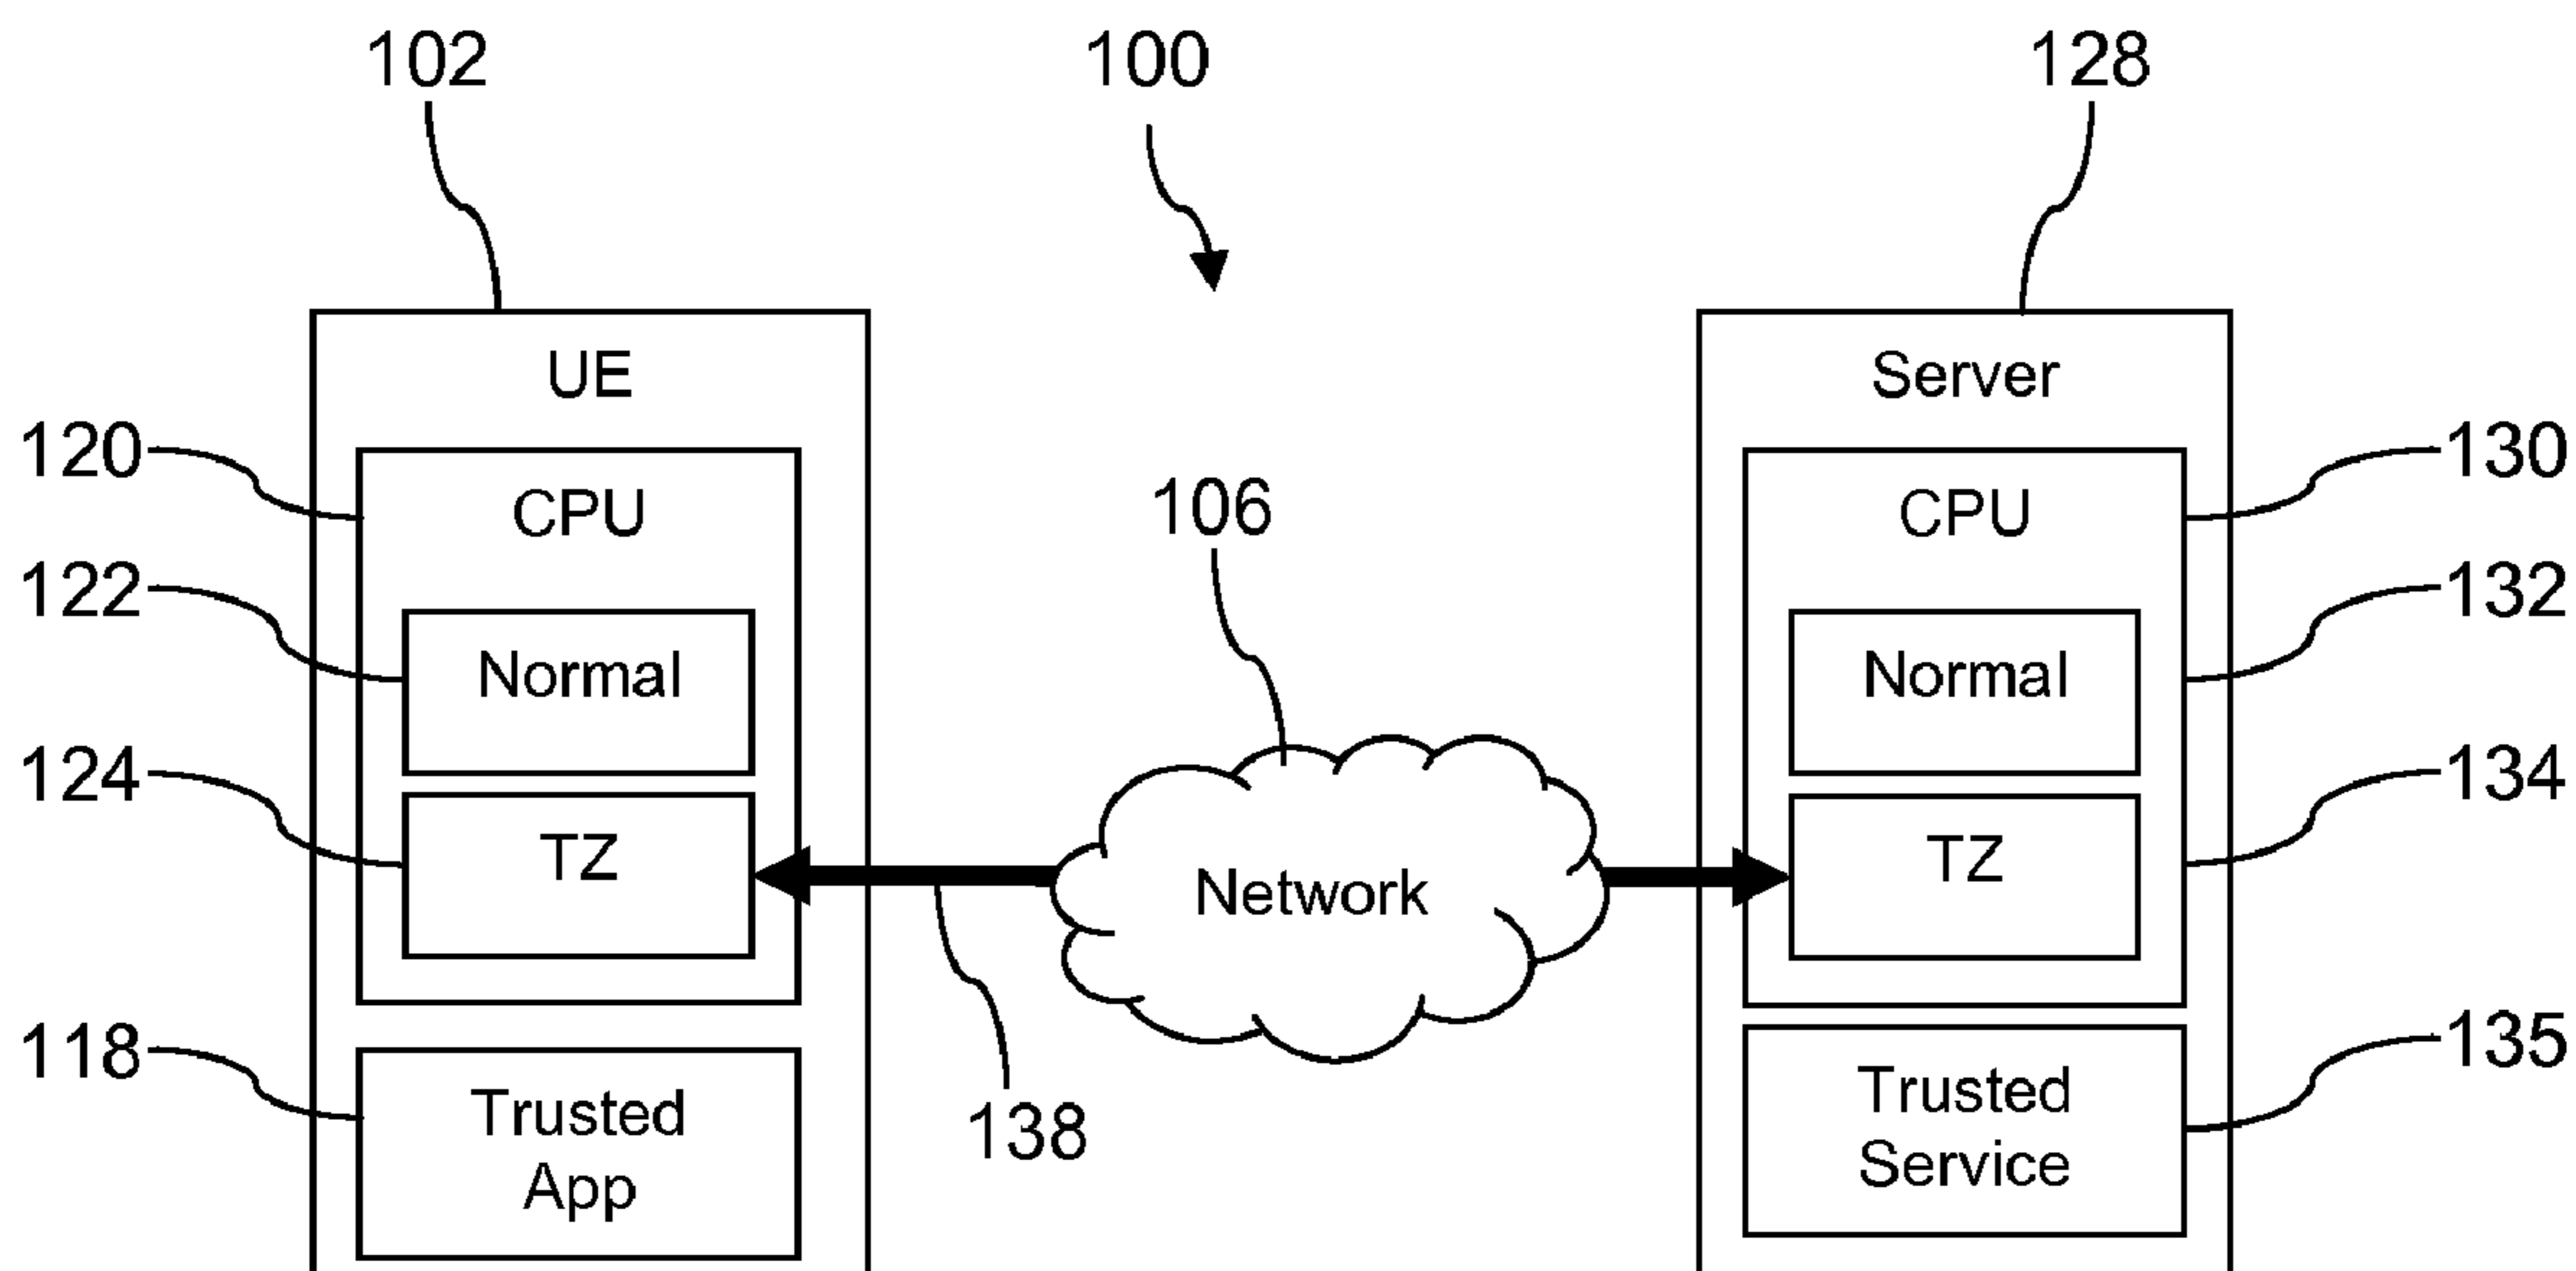 102
100
128
UE
Server
120
CPU
106
CPU
130
122
Normal
Normal
132
124
TZ
Network
TZ
134
118
Trusted
App
138
Trusted
Service
135